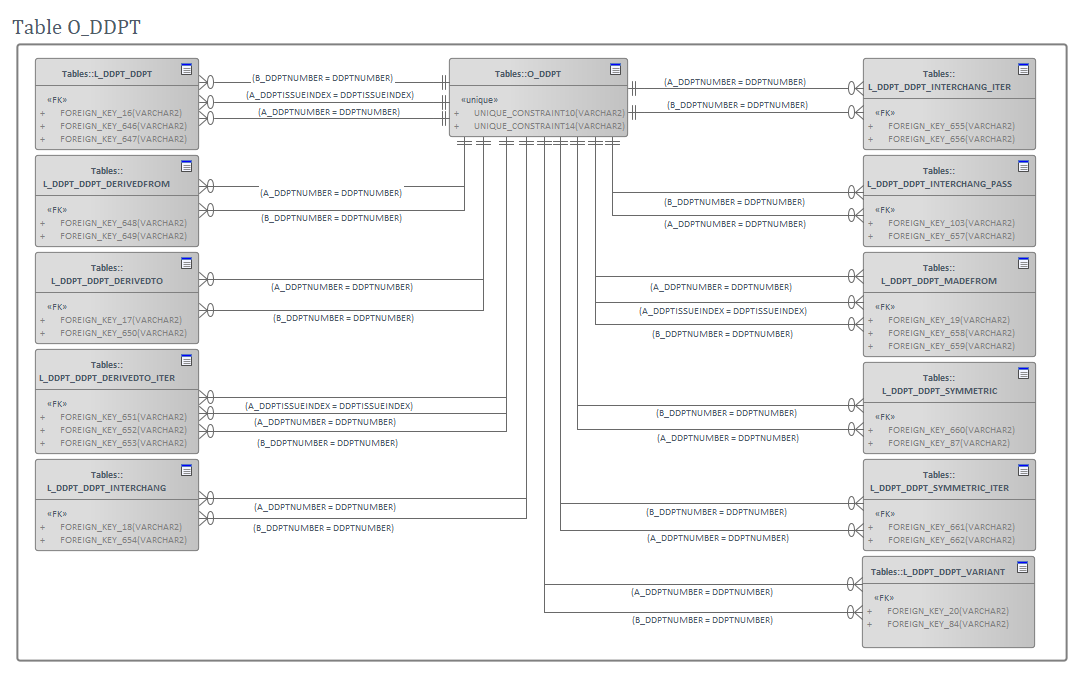 Table O_DDPT
Tables::L_DDPT_DDPT
«FK»
+ FOREIGN_KEY_16(VARCHAR2)
+ FOREIGN_KEY_646(VARCHAR2)
+ FOREIGN_KEY_647(VARCHAR2)
(B_DDPTNUMBER = DDPTNUMBER)
(A_DDPTISSUEINDEX = DDPTISSUEINDEX)
(A_DDPTNUMBER = DDPTNUMBER)
Tables::O_DDPT
«unique»
+ UNIQUE_CONSTRAINT10(VARCHAR2)
+ UNIQUE_CONSTRAINT14(VARCHAR2)
(A_DDPTNUMBER = DDPTNUMBER)
(B_DDPTNUMBER = DDPTNUMBER)
Tables::
L_DDPT_DDPT_INTERCHANG_ITER
«FK»
+ FOREIGN_KEY_655(VARCHAR2)
+ FOREIGN_KEY_656(VARCHAR2)
Tables::
L_DDPT_DDPT_DERIVEDFROM
«FK»
+ FOREIGN_KEY_648(VARCHAR2)
+ FOREIGN_KEY_649(VARCHAR2)
(A_DDPTNUMBER = DDPTNUMBER)
(B_DDPTNUMBER = DDPTNUMBER)
(B_DDPTNUMBER = DDPTNUMBER)
(A_DDPTNUMBER = DDPTNUMBER)
Tables::
L_DDPT_DDPT_INTERCHANG_PASS
«FK»
+ FOREIGN_KEY_103(VARCHAR2)
+ FOREIGN_KEY_657(VARCHAR2)
Tables::
L_DDPT_DDPT_DERIVEDTO
«FK»
+ FOREIGN_KEY_17(VARCHAR2)
+ FOREIGN_KEY_650(VARCHAR2)
(A_DDPTNUMBER = DDPTNUMBER)
(B_DDPTNUMBER = DDPTNUMBER)
(A_DDPTNUMBER = DDPTNUMBER)
(A_DDPTISSUEINDEX = DDPTISSUEINDEX)
(B_DDPTNUMBER = DDPTNUMBER)
Tables::
L_DDPT_DDPT_MADEFROM
«FK»
+ FOREIGN_KEY_19(VARCHAR2)
+ FOREIGN_KEY_658(VARCHAR2)
+ FOREIGN_KEY_659(VARCHAR2)
Tables::
L_DDPT_DDPT_DERIVEDTO_ITER
«FK»
+ FOREIGN_KEY_651(VARCHAR2)
+ FOREIGN_KEY_652(VARCHAR2)
+ FOREIGN_KEY_653(VARCHAR2)
(A_DDPTISSUEINDEX = DDPTISSUEINDEX)
(A_DDPTNUMBER = DDPTNUMBER)
(B_DDPTNUMBER = DDPTNUMBER)
(B_DDPTNUMBER = DDPTNUMBER)
(A_DDPTNUMBER = DDPTNUMBER)
Tables::
L_DDPT_DDPT_SYMMETRIC
«FK»
+ FOREIGN_KEY_660(VARCHAR2)
+ FOREIGN_KEY_87(VARCHAR2)
Tables::
L_DDPT_DDPT_INTERCHANG
«FK»
+ FOREIGN_KEY_18(VARCHAR2)
+ FOREIGN_KEY_654(VARCHAR2)
(A_DDPTNUMBER = DDPTNUMBER)
(B_DDPTNUMBER = DDPTNUMBER)
(B_DDPTNUMBER = DDPTNUMBER)
(A_DDPTNUMBER = DDPTNUMBER)
Tables::
L_DDPT_DDPT_SYMMETRIC_ITER
«FK»
+ FOREIGN_KEY_661(VARCHAR2)
+ FOREIGN_KEY_662(VARCHAR2)
(A_DDPTNUMBER = DDPTNUMBER)
(B_DDPTNUMBER = DDPTNUMBER)
Tables::L_DDPT_DDPT_VARIANT
«FK»
+ FOREIGN_KEY_20(VARCHAR2)
+ FOREIGN_KEY_84(VARCHAR2)